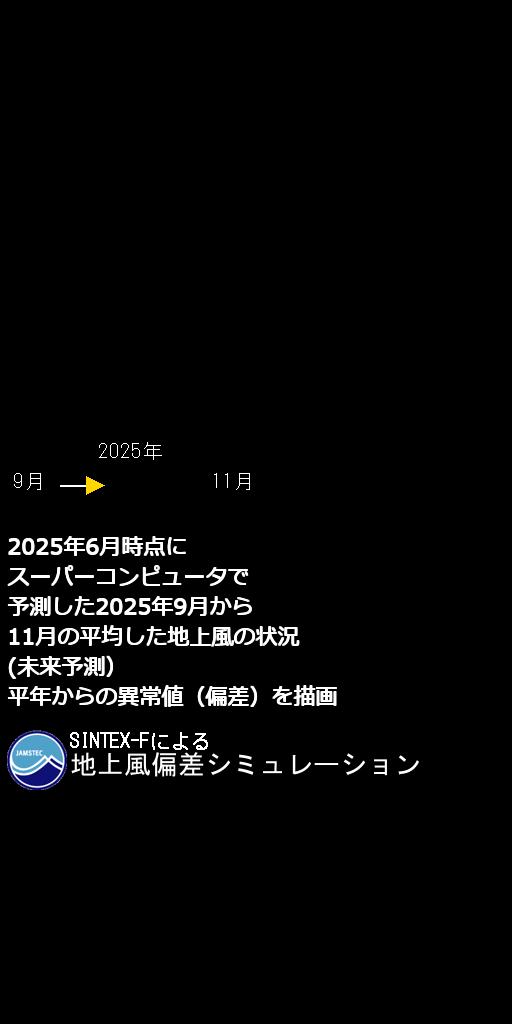 2025年
9月 11月
2025年6月時点に
スーパーコンピュータで
予測した2025年9月から
11月の平均した地上風の状況
(未来予測）
平年からの異常値（偏差）を描画
SINTEX-Fによる
JAMSTEC
地上風偏差シミュレーション